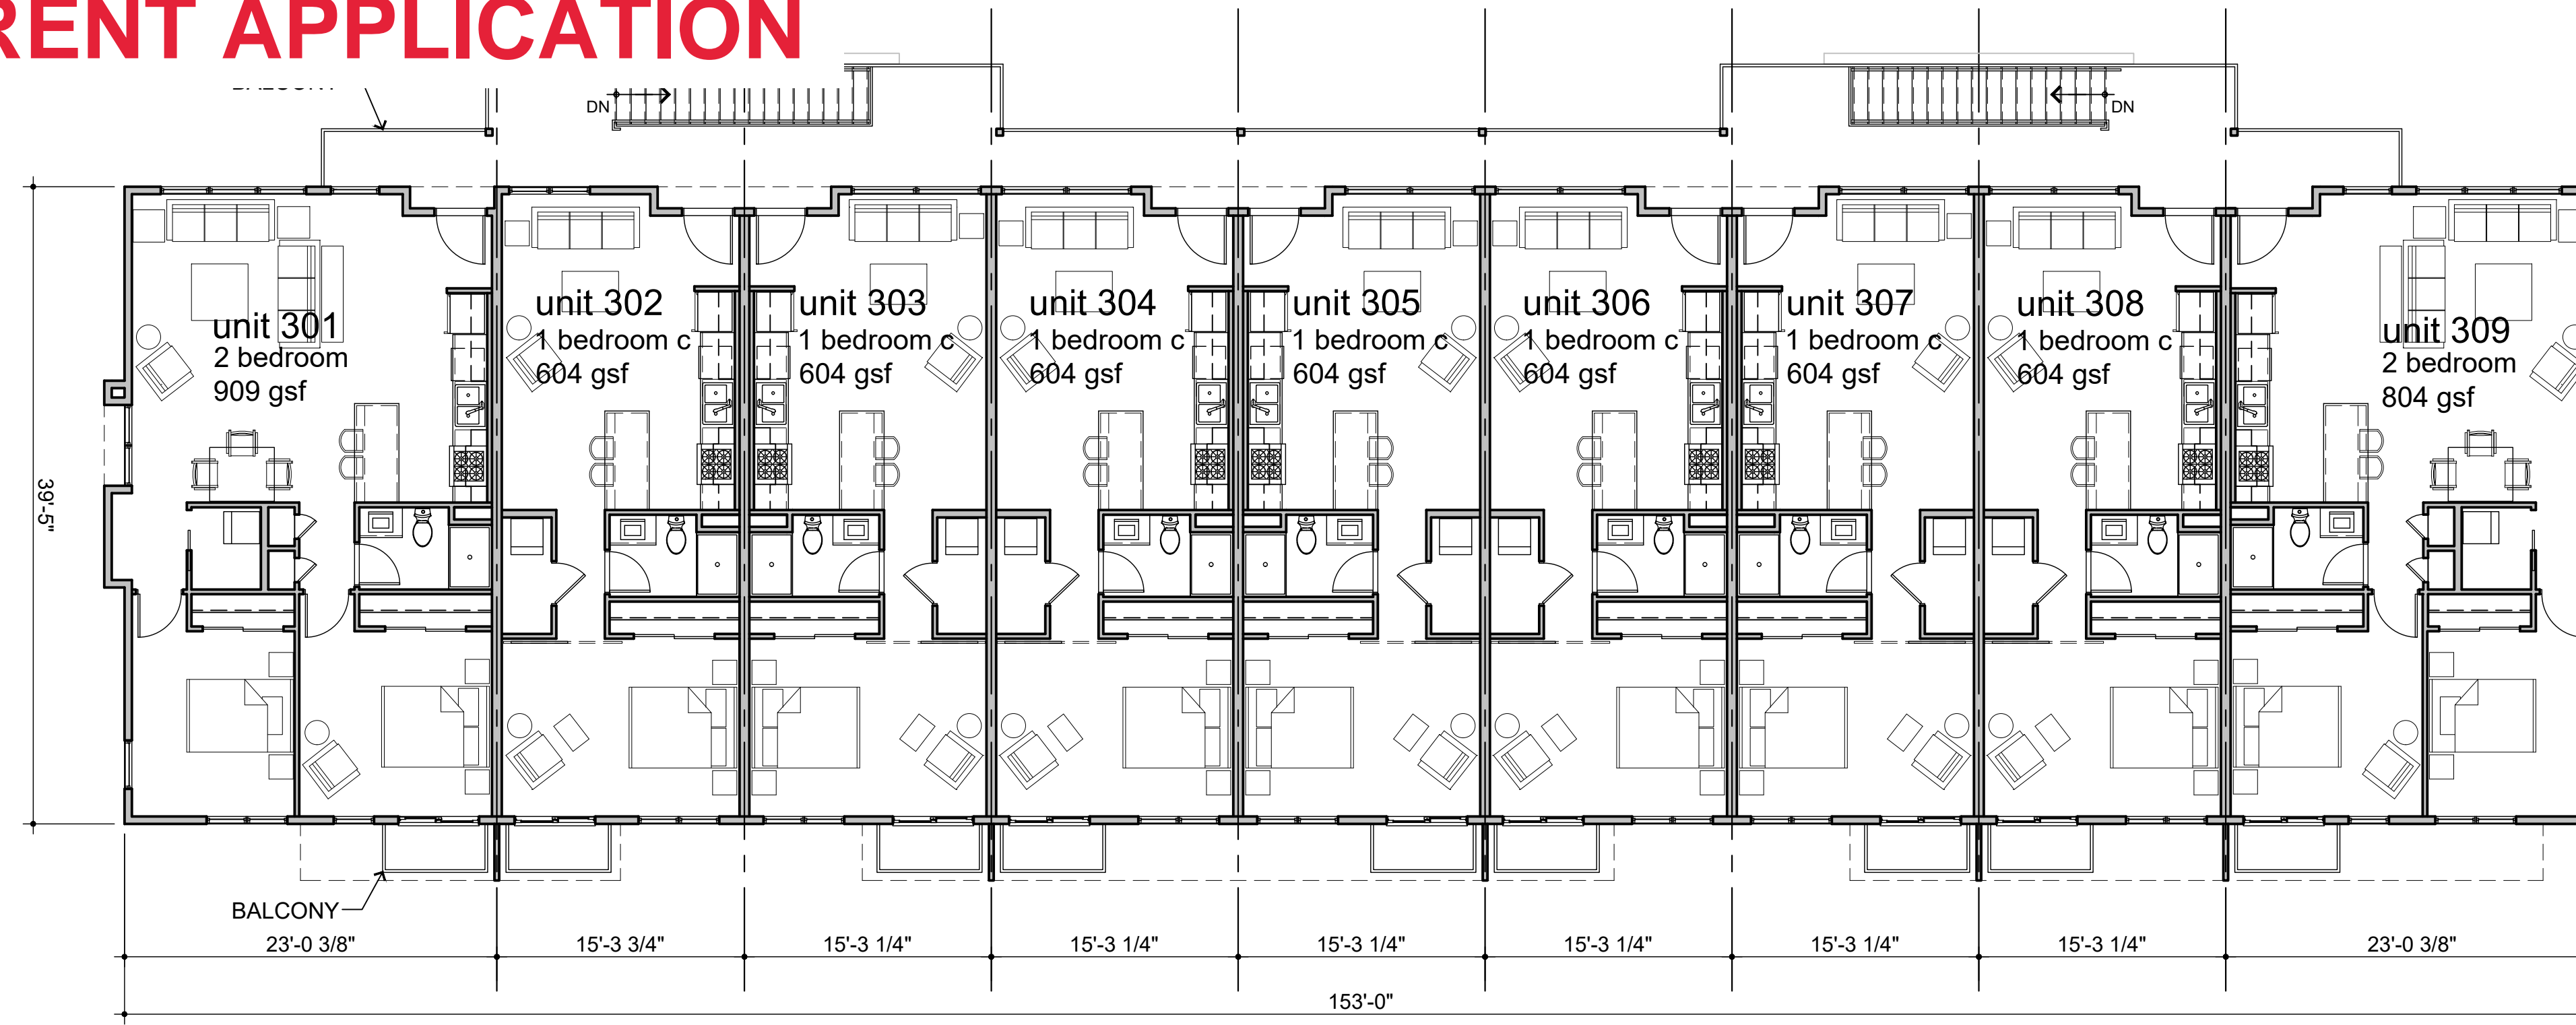 RENT APPLICATION
DN
DN
unit 301
2 bedroom
909 gsf
unit 302
1 bedroom c
604 gsf
unit 303
1 bedroom c
604 gsf
unit 304
1 bedroom c
604 gsf
unit 305
1 bedroom c
604 gsf
unit 306
1 bedroom c
604 gsf
unit 307
1 bedroom c
604 gsf
unit 308
1 bedroom c
604 gsf
unit 309
2 bedroom
804 gsf
39'-5"
BALCONY
23'-0 3/8"
15'-3 3/4"
15'-3 1/4"
15'-3 1/4"
15'-3 1/4"
15'-3 1/4"
15'-3 1/4"
15'-3 1/4"
23'-0 3/8"
153'-0"